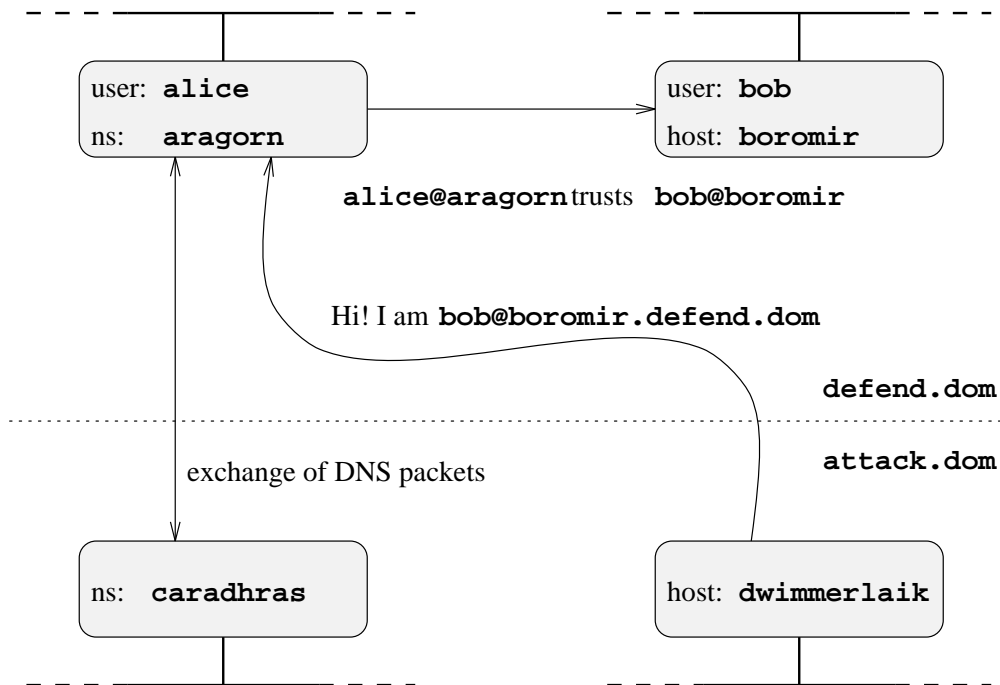 user: alice
ns: aragorn
user: bob
host: boromir
alice@aragorn trusts bob@boromir
Hi! I am bob@boromir.defend.dom
defend.dom
attack.dom
exchange of DNS packets
ns: caradhras
host: dwimmerlaik